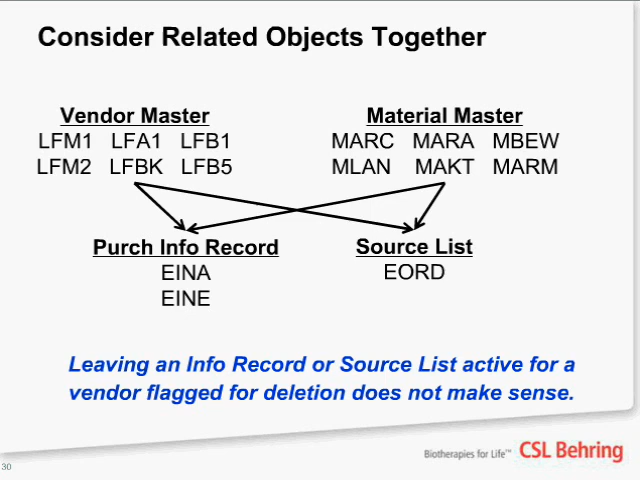 Consider Related Objects Together
Vendor Master
LFM1 LFA1 LFB1
LFM2 LFBK LFB5
Material Master
MARC MARA MBEW
MLAN MAKT MARM
Purch Info Record
EINA
EINE
Source List
EORD
Leaving an Info Record or Source List active for a
vendor flagged for deletion does not make sense.
30
Biotherapies for Life™ CSL Behring